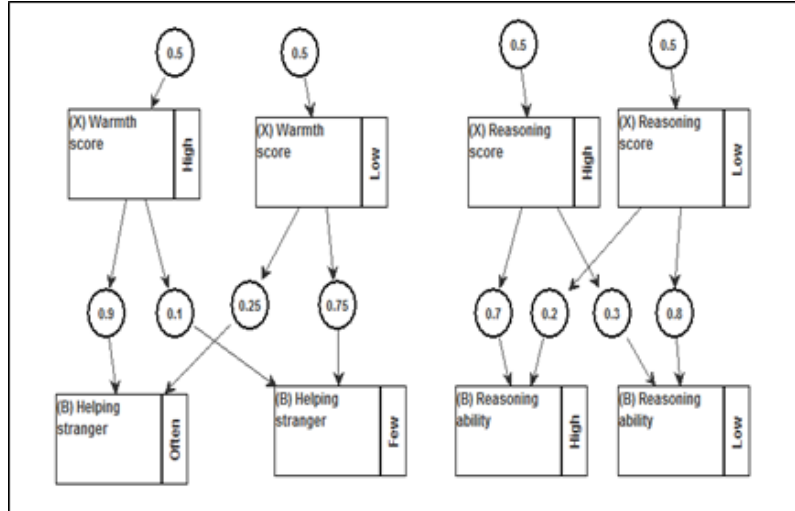 0.5
0.5
0.5
0.5
(X) Warmth
score
High
(X) Warmth
score
Low
(X) Reasoning
score
High
(X) Reasoning
score
Low
0.9
0.1
0.25
0.75
0.7
0.2
0.3
0.8
(B) Helping
stranger
Often
(B) Helping
stranger
Few
(B) Reasoning
ability
High
(B) Reasoning
ability
Low